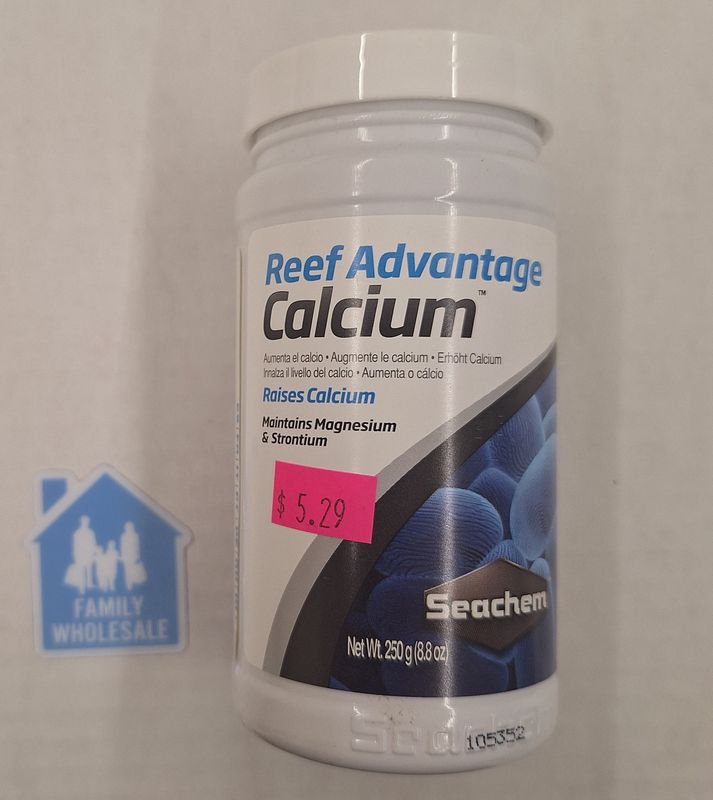 Reef Advantage
Calcium™
Aumenta el calcio • Augmente le calcium • Erhöht Calcium
Innalza il livello del calcio • Aumenta o cálcio
Raises Calcium
Maintains Magnesium
& Strontium
$ 5.29
Seachem
Net Wt. 250 g (8.8 oz)
105352
FAMILY
WHOLESALE